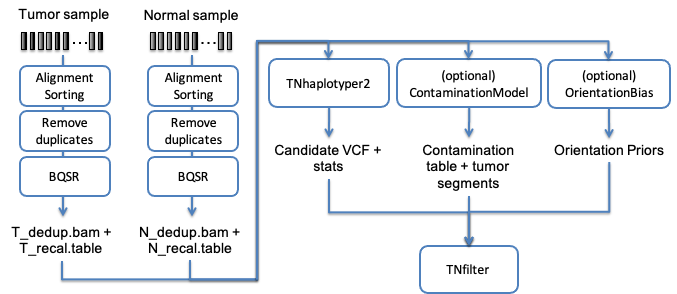 Tumor sample
Normal sample
Alignment
Sorting
Remove
duplicates
BQSR
T_dedup.bam +
T_recal.table
Alignment
Sorting
Remove
duplicates
BQSR
N_dedup.bam +
N_recal.table
TNhaplotyper2
Candidate VCF +
stats
(optional)
ContaminationModel
Contamination
table + tumor
segments
(optional)
OrientationBias
Orientation Priors
TNfilter